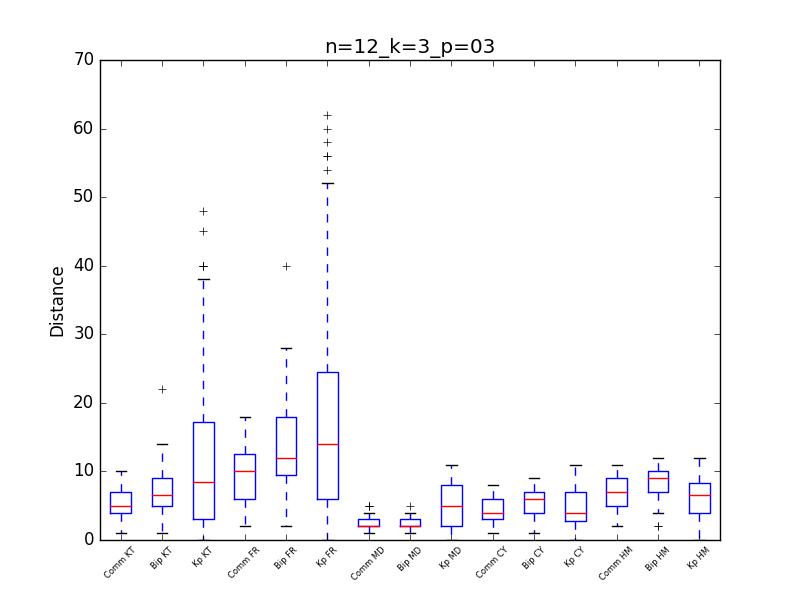 n=12_k=3_p=03
Distance
70
60
50
40
30
20
10
0
Comm KT
Bip KT
Kp KT
Comm FR
Bip FR
Kp FR
Comm MD
Bip MD
Kp MD
Comm CY
Bip CY
Kp CY
Comm HM
Bip HM
Kp HM